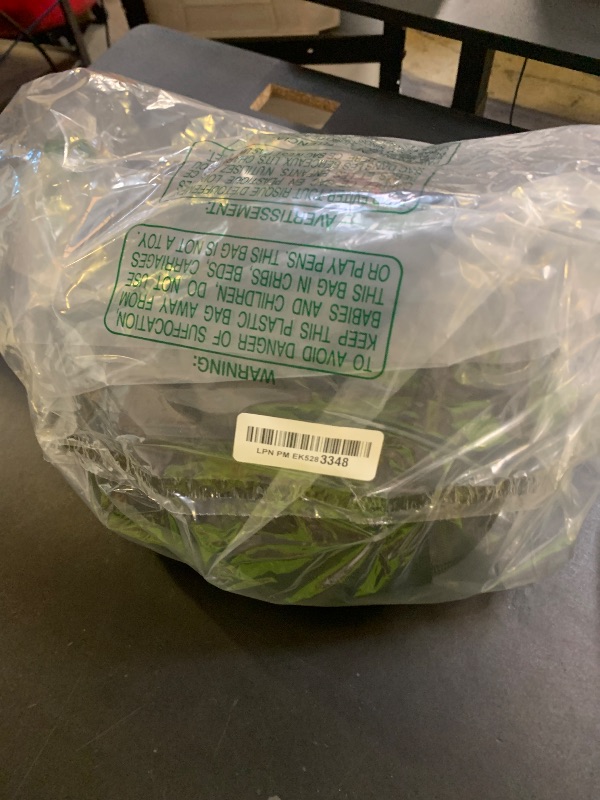 WARNING:
TO AVOID DANGER OF SUFFOCATION,
KEEP THIS PLASTIC BAG AWAY FROM
BABIES AND CHILDREN, DO NOT USE
THIS BAG IN CRIBS, BEDS, CARRIAGES
OR PLAY PENS. THIS BAG IS NOT A TOY.
AVERTISSEMENT:
LPN PM EK528 3348